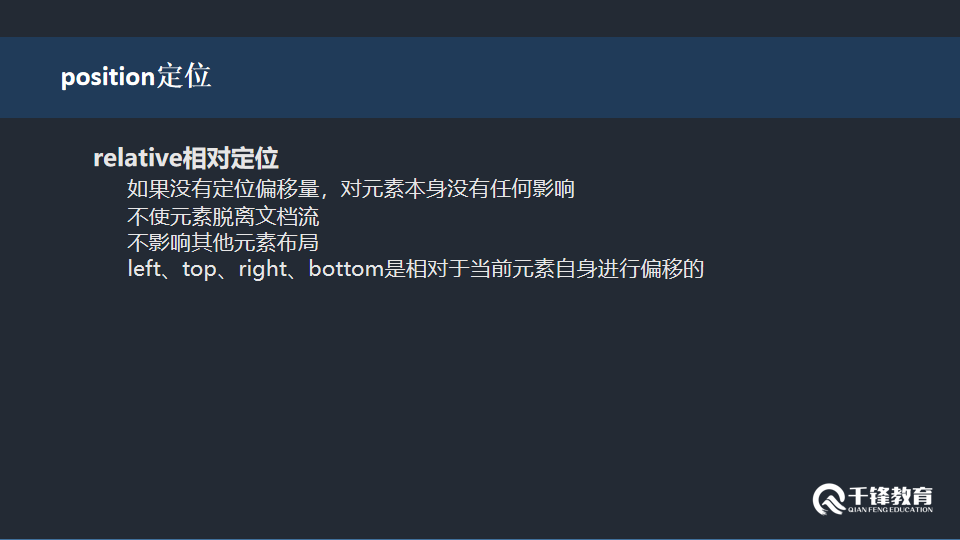 position定位
relative相对定位
如果没有定位偏移量，对元素本身没有任何影响
不使元素脱离文档流
不影响其他元素布局
left、top、right、bottom是相对于当前元素自身进行偏移的
千锋教育
QIAN FENG EDUCATION